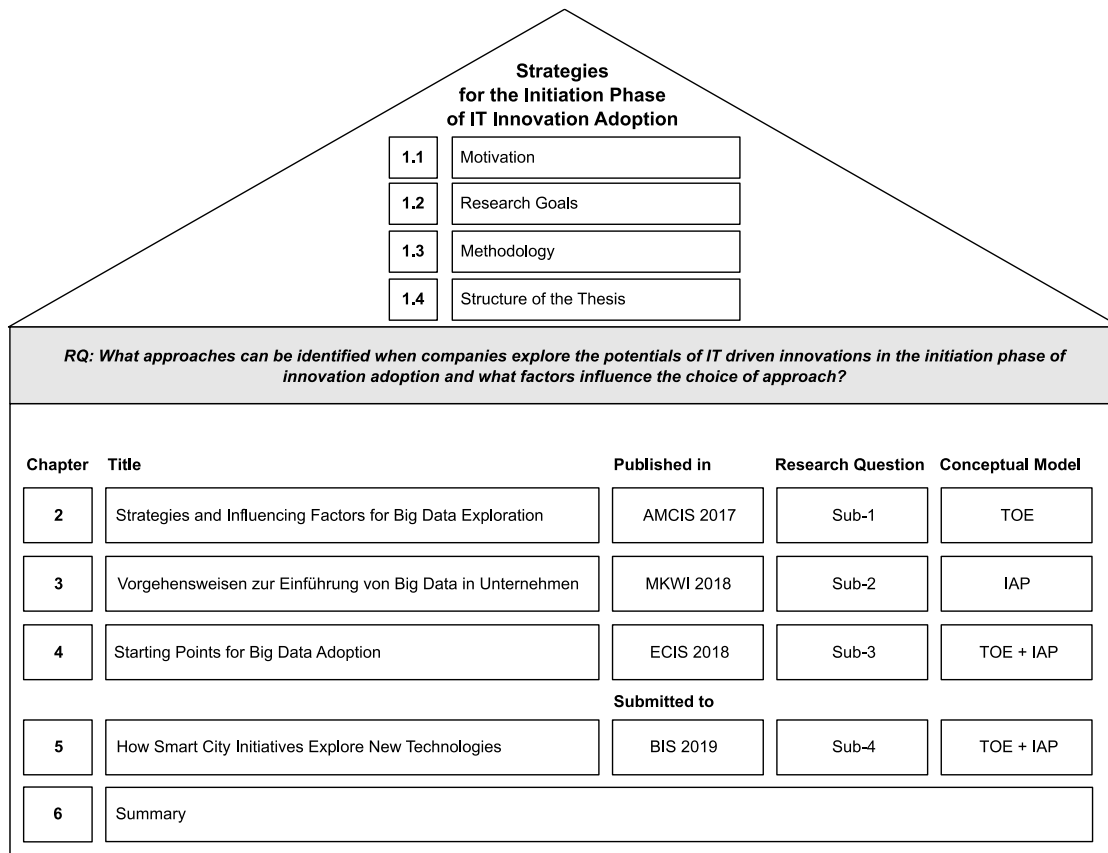 Strategies
for the Initiation Phase
of IT Innovation Adoption
1.1 Motivation
1.2 Research Goals
1.3 Methodology
1.4 Structure of the Thesis
RQ: What approaches can be identified when companies explore the potentials of IT driven innovations in the initiation phase of
innovation adoption and what factors influence the choice of approach?
Chapter Title Published in Research Question Conceptual Model
2 Strategies and Influencing Factors for Big Data Exploration AMCIS 2017 Sub-1 TOE
3 Vorgehensweisen zur Einführung von Big Data in Unternehmen MKWI 2018 Sub-2 IAP
4 Starting Points for Big Data Adoption ECIS 2018 Sub-3 TOE + IAP
Submitted to
5 How Smart City Initiatives Explore New Technologies BIS 2019 Sub-4 TOE + IAP
6 Summary